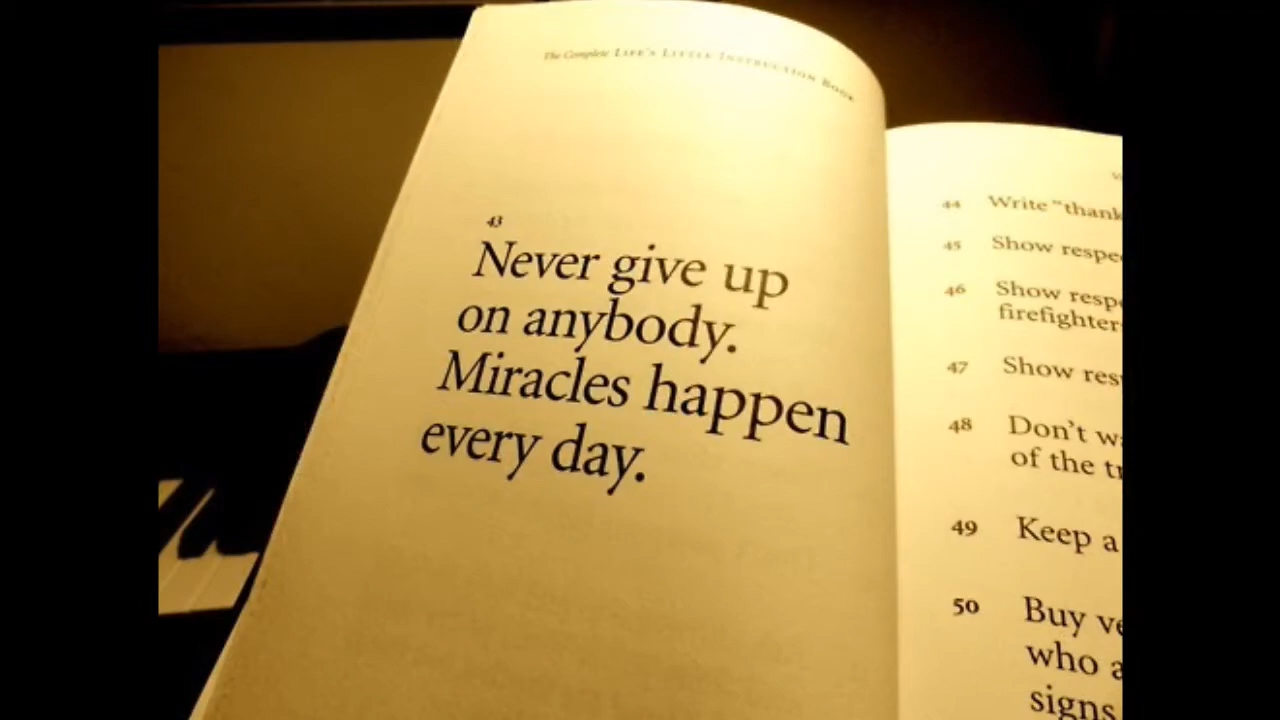 The Complete LIFE'S LITTLE INSTRUCTION BOOK
43
Never give up
on anybody.
Miracles happen
every day.
44 Write "thank
45 Show respe
46 Show resp
firefighter
47 Show res
48 Don't w
of the t
49 Keep a
50 Buy ve
who a
signs